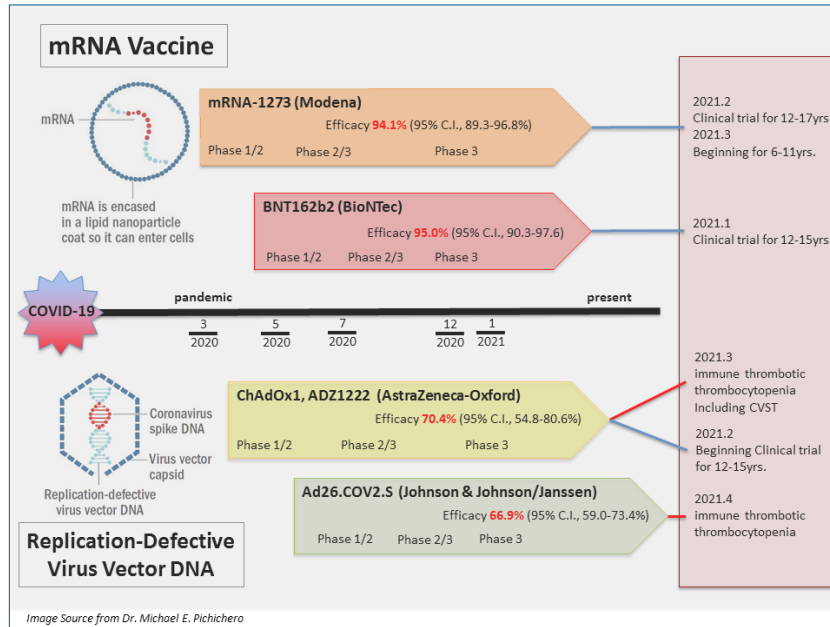 mRNA Vaccine
mRNA
mRNA is encased
in a lipid nanoparticle
coat so it can enter cells
mRNA-1273 (Modena)
Efficacy 94.1% (95% C.I., 89.3-96.8%)
Phase 1/2 Phase 2/3 Phase 3
2021.2
Clinical trial for 12-17yrs
2021.3
Beginning for 6-11yrs.
BNT162b2 (BioNTec)
Efficacy 95.0% (95% C.I., 90.3-97.6)
Phase 1/2 Phase 2/3 Phase 3
2021.1
Clinical trial for 12-15yrs
COVID-19
pandemic present
3 5 7 12 1
2020 2020 2020 2020 2021
Coronavirus
spike DNA
Virus vector
capsid
Replication-defective
virus vector DNA
ChAdOx1, ADZ1222 (AstraZeneca-Oxford)
Efficacy 70.4% (95% C.I., 54.8-80.6%)
Phase 1/2 Phase 2/3 Phase 3
2021.3
immune thrombotic
thrombocytopenia
Including CVST
2021.2
Beginning Clinical trial
for 12-15yrs.
Ad26.COV2.S (Johnson & Johnson/Janssen)
Efficacy 66.9% (95% C.I., 59.0-73.4%)
Phase 1/2 Phase 2/3 Phase 3
2021.4
immune thrombotic
thrombocytopenia
Replication-Defective
Virus Vector DNA
Image Source from Dr. Michael E. Pichichero